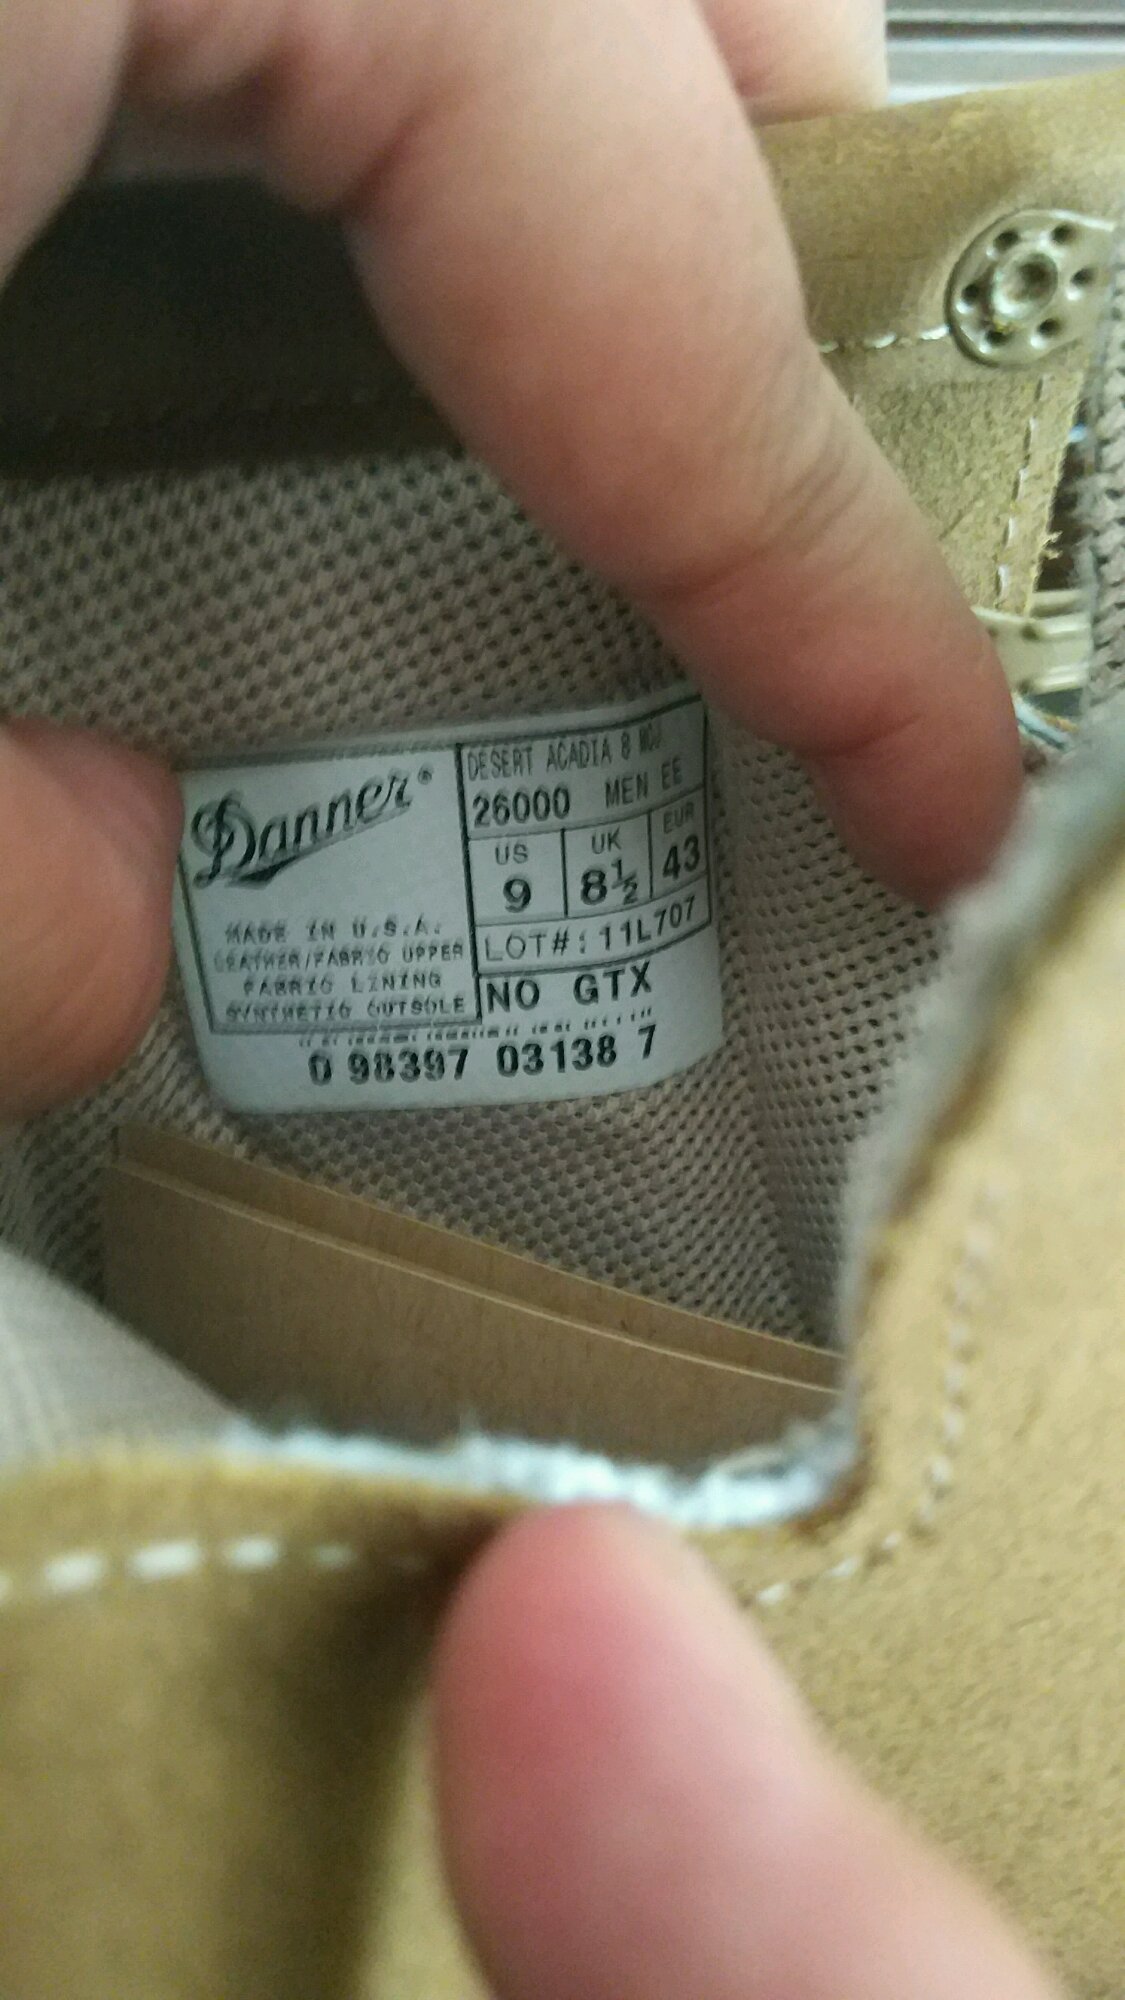 Danner®
MADE IN U.S.A.
LEATHER/FABRIC UPPER
FABRIC LINING
SYNTHETIC OUTSOLE
DESERT ACADIA 8
26000 MEN EE
US UK EUR
9 8½ 43
LOT#: 11L707
NO GTX
0 98397 03138 7